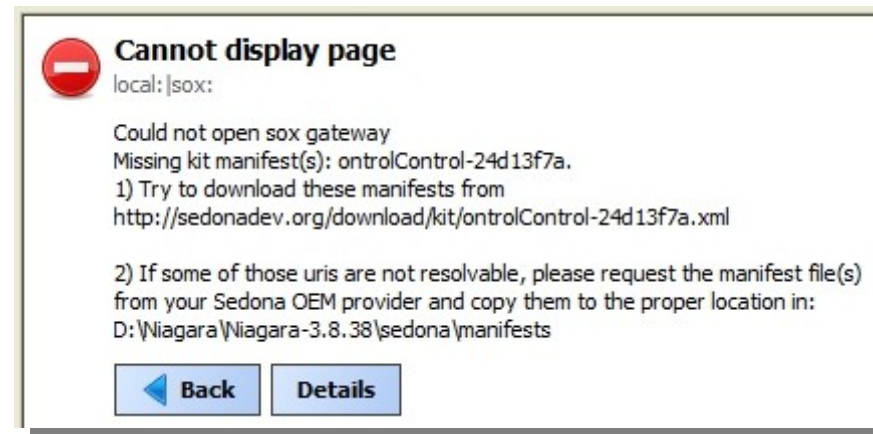 Cannot display page
local:|sox:
Could not open sox gateway
Missing kit manifest(s): ontrolControl-24d13f7a.
1) Try to download these manifests from
http://sedonadev.org/download/kit/ontrolControl-24d13f7a.xml
2) If some of those uris are not resolvable, please request the manifest file(s)
from your Sedona OEM provider and copy them to the proper location in:
D:\Niagara\Niagara-3.8.38\sedona\manifests
Back Details